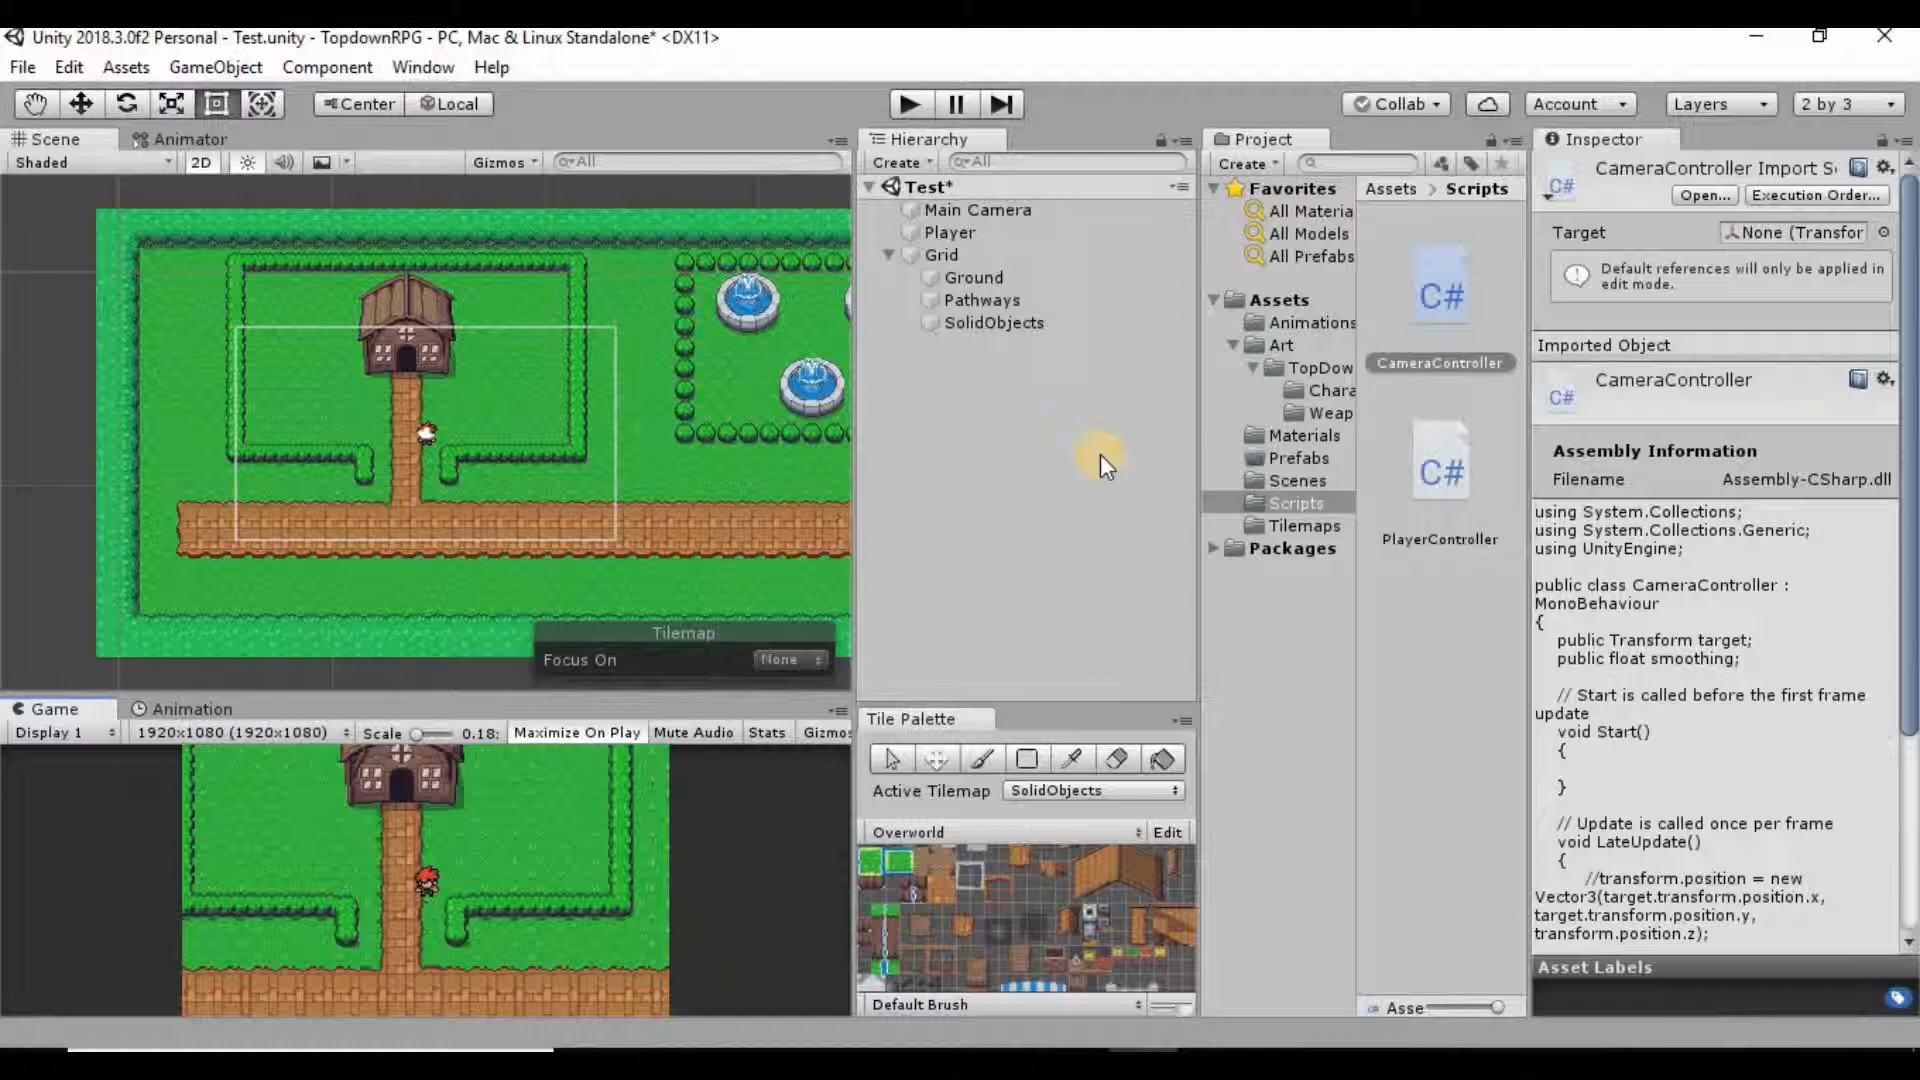 Unity 2018.3.0f2 Personal - Test.unity - TopdownRPG - PC, Mac & Linux Standalone* <DX11>
File Edit Assets GameObject Component Window Help
Center Local Collab Account Layers 2 by 3
Scene Animator
Shaded 2D Gizmos All
Tilemap
Focus On None
Game Animation
Display 1 1920x1080 (1920x1080) Scale 0.18: Maximize On Play Mute Audio Stats Gizmos
Hierarchy
Create All
Test*
Main Camera
Player
Grid
Ground
Pathways
SolidObjects
Tile Palette
Active Tilemap SolidObjects
Overworld Edit
Default Brush
Project
Create
Favorites
All Materia
All Models
All Prefabs
Assets
Animations
Art
TopDow
Chara
Weap
Materials
Prefabs
Scenes
Scripts
Tilemaps
Packages
Assets > Scripts
C#
CameraController
C#
PlayerController
Asse
Inspector
C#
CameraController Import S
Open... Execution Order...
Target None (Transfor
Default references will only be applied in
edit mode.
Imported Object
C#
CameraController
Assembly Information
Filename Assembly-CSharp.dll
using System.Collections;
using System.Collections.Generic;
using UnityEngine;
public class CameraController :
MonoBehaviour
{
public Transform target;
public float smoothing;
// Start is called before the first frame
update
void Start()
{
}
// Update is called once per frame
void LateUpdate()
{
//transform.position = new
Vector3(target.transform.position.x,
target.transform.position.y,
transform.position.z);
Asset Labels